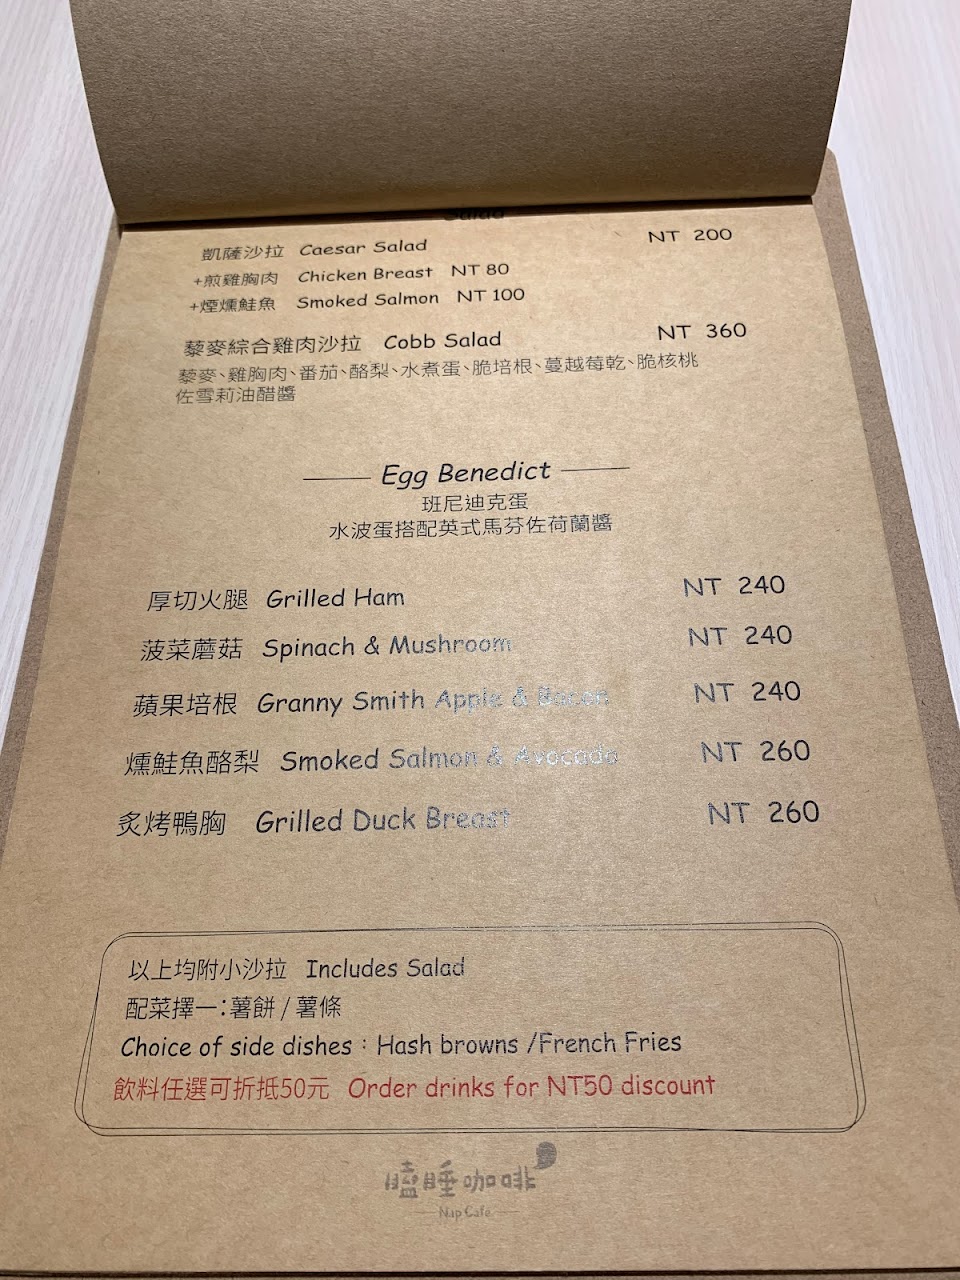 Salad
凱薩沙拉 Caesar Salad NT 200
+煎雞胸肉 Chicken Breast NT 80
+煙燻鮭魚 Smoked Salmon NT 100
藜麥綜合雞肉沙拉 Cobb Salad NT 360
藜麥、雞胸肉、番茄、酪梨、水煮蛋、脆培根、蔓越莓乾、脆核桃
佐雪莉油醋醬
Egg Benedict
班尼迪克蛋
水波蛋搭配英式馬芬佐荷蘭醬
厚切火腿 Grilled Ham NT 240
菠菜蘑菇 Spinach & Mushroom NT 240
蘋果培根 Granny Smith Apple & Bacon NT 240
燻鮭魚酪梨 Smoked Salmon & Avocado NT 260
炙烤鴨胸 Grilled Duck Breast NT 260
以上均附小沙拉 Includes Salad
配菜擇一:薯餅 / 薯條
Choice of side dishes : Hash browns /French Fries
飲料任選可折抵50元 Order drinks for NT50 discount
瞌睡咖啡
Nap Café